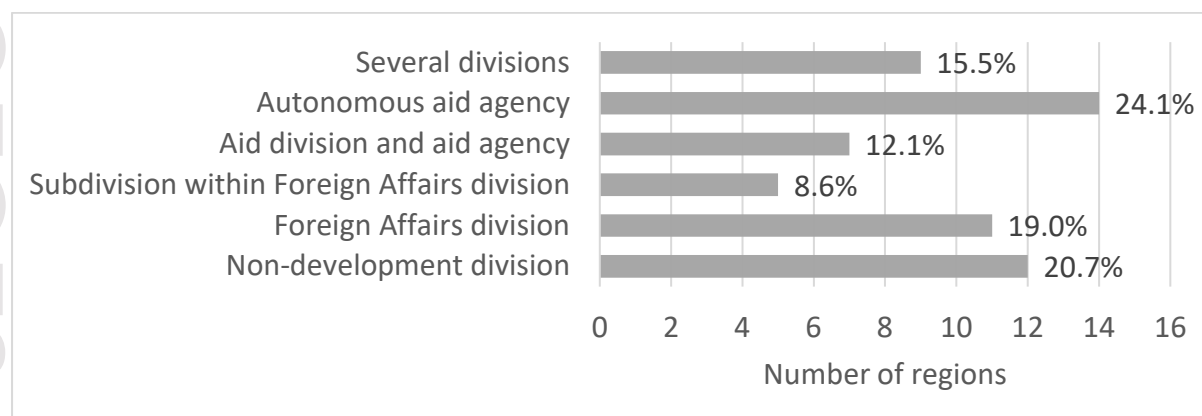 Several divisions 15.5%
Autonomous aid agency 24.1%
Aid division and aid agency 12.1%
Subdivision within Foreign Affairs division 8.6%
Foreign Affairs division 19.0%
Non-development division 20.7%
0 2 4 6 8 10 12 14 16
Number of regions